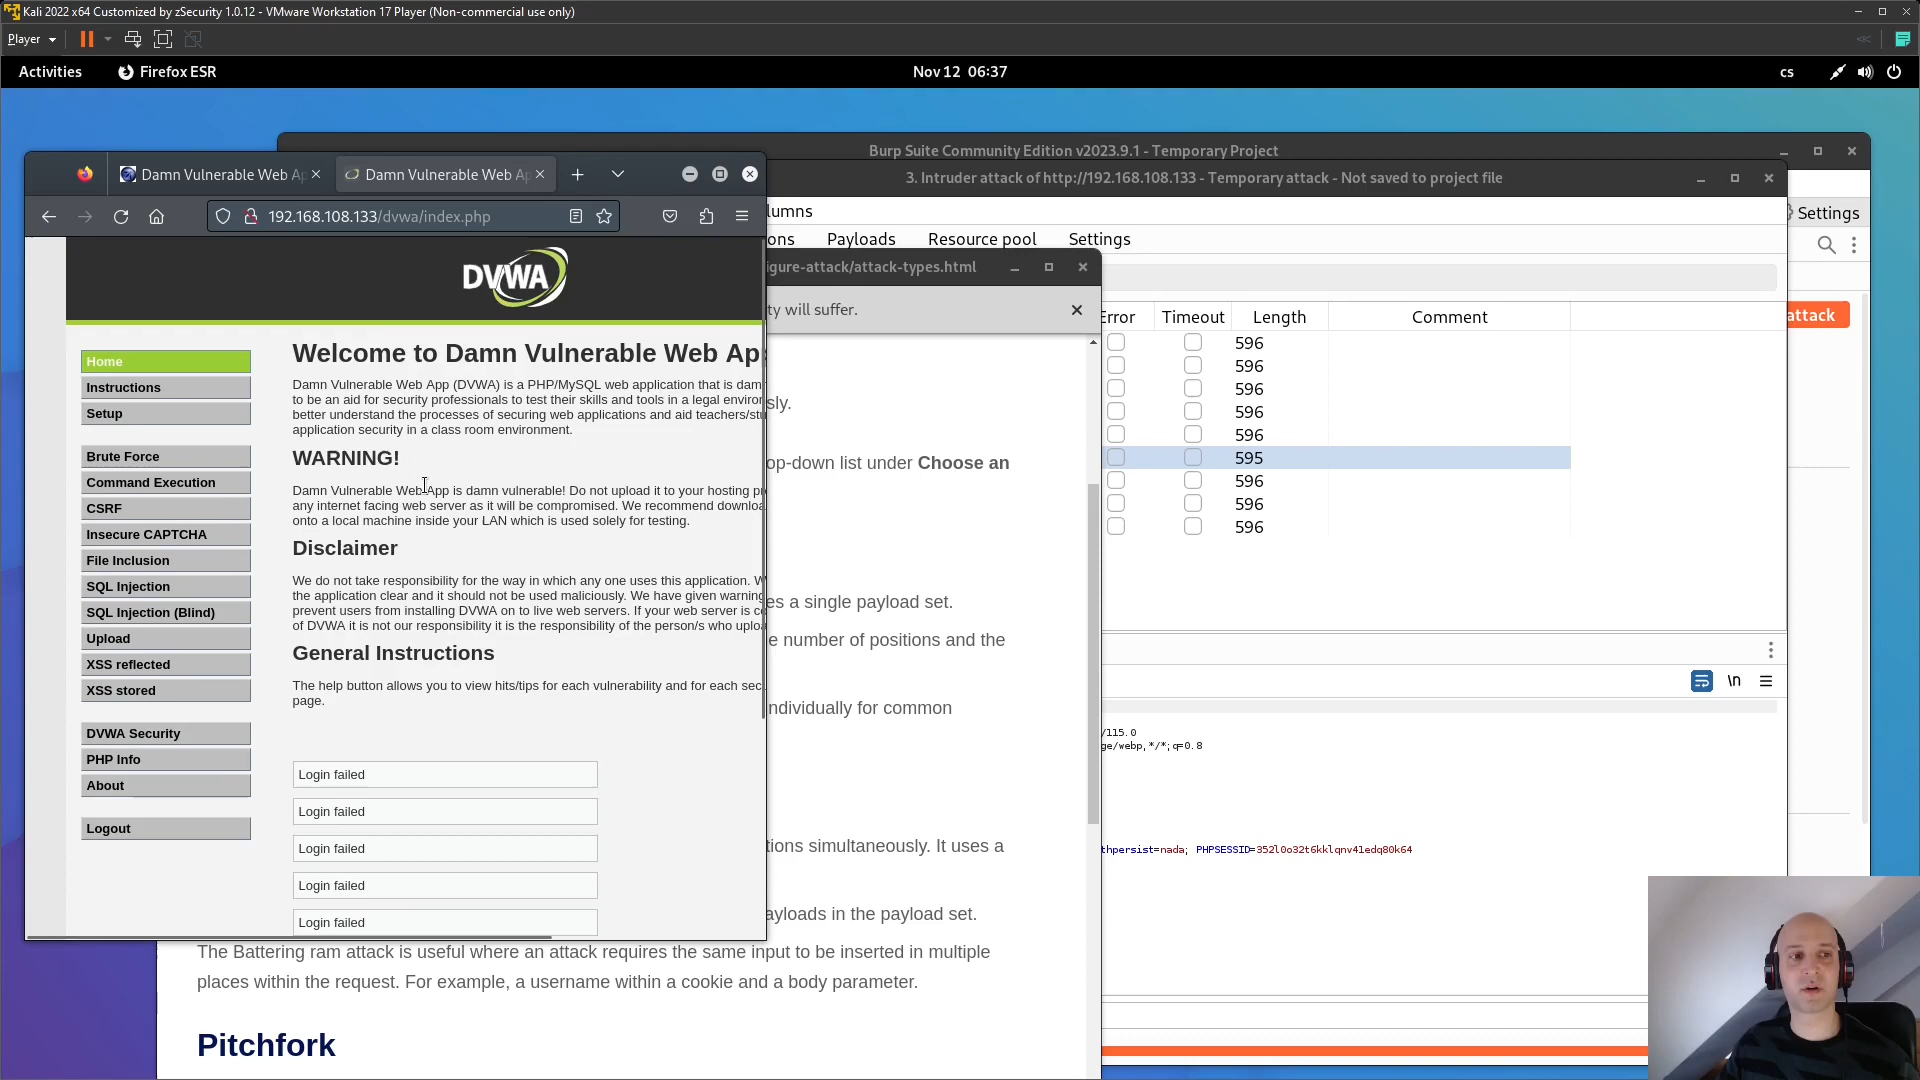 Kali 2022 x64 Customized by zSecurity 1.0.12 - VMware Workstation 17 Player (Non-commercial use only)
Player
Activities
Firefox ESR
Nov 12 06:37
cs
Burp Suite Community Edition v2023.9.1 - Temporary Project
3. Intruder attack of http://192.168.108.133 - Temporary attack - Not saved to project file
Damn Vulnerable Web Ap
Damn Vulnerable Web Ap
lumns
Settings
192.168.108.133/dvwa/index.php
ons
Payloads
Resource pool
Settings
igure-attack/attack-types.html
ty will suffer.
attack
Error
Timeout
Length
Comment
596
596
596
596
596
595
596
596
596
DVWA
Home
Instructions
Setup
Brute Force
Command Execution
CSRF
Insecure CAPTCHA
File Inclusion
SQL Injection
SQL Injection (Blind)
Upload
XSS reflected
XSS stored
DVWA Security
PHP Info
About
Logout
Welcome to Damn Vulnerable Web Ap
Damn Vulnerable Web App (DVWA) is a PHP/MySQL web application that is dam
to be an aid for security professionals to test their skills and tools in a legal environ
better understand the processes of securing web applications and aid teachers/stu
application security in a class room environment.
WARNING!
Damn Vulnerable Web App is damn vulnerable! Do not upload it to your hosting pr
any internet facing web server as it will be compromised. We recommend downloa
onto a local machine inside your LAN which is used solely for testing.
Disclaimer
We do not take responsibility for the way in which any one uses this application. W
the application clear and it should not be used maliciously. We have given warning
prevent users from installing DVWA on to live web servers. If your web server is co
of DVWA it is not our responsibility it is the responsibility of the person/s who uploa
General Instructions
The help button allows you to view hits/tips for each vulnerability and for each sec
page.
Login failed
Login failed
Login failed
Login failed
Login failed
sly.
op-down list under Choose an
es a single payload set.
e number of positions and the
ndividually for common
tions simultaneously. It uses a
ayloads in the payload set.
The Battering ram attack is useful where an attack requires the same input to be inserted in multiple
places within the request. For example, a username within a cookie and a body parameter.
Pitchfork
\n
/115.0
ge/webp,*/*;q=0.8
thpersist=nada; PHPSESSID=352l0o32t6kklqnv41edq80k64